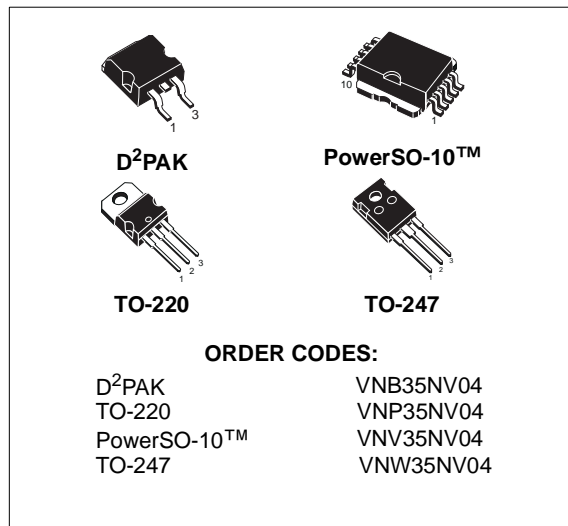 1
3
10
1
D²PAK
PowerSO-10™
1
2
3
1
2
3
TO-220
TO-247
ORDER CODES:
D²PAK VNB35NV04
TO-220 VNP35NV04
PowerSO-10™ VNV35NV04
TO-247 VNW35NV04